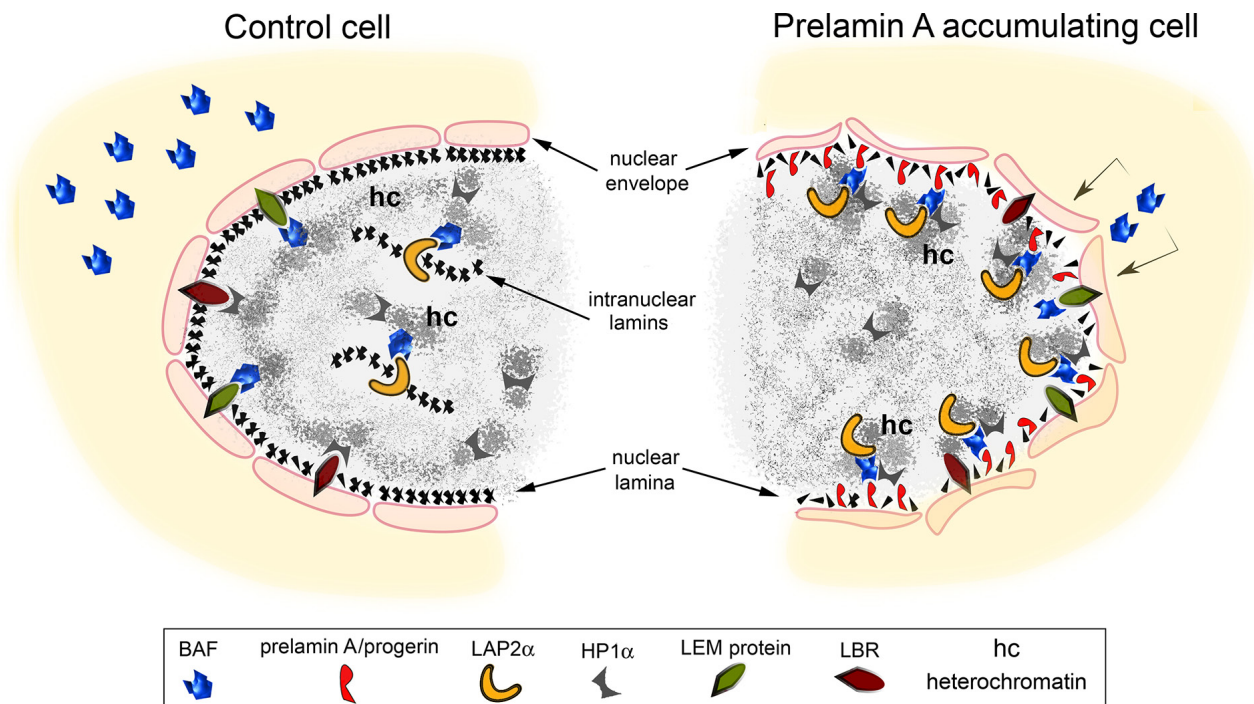 Control cell
Prelamin A accumulating cell
nuclear
envelope
hc
hc
intranuclear
lamins
hc
hc
nuclear
lamina
BAF
prelamin A/progerin
LAP2α
HP1α
LEM protein
LBR
hc
heterochromatin